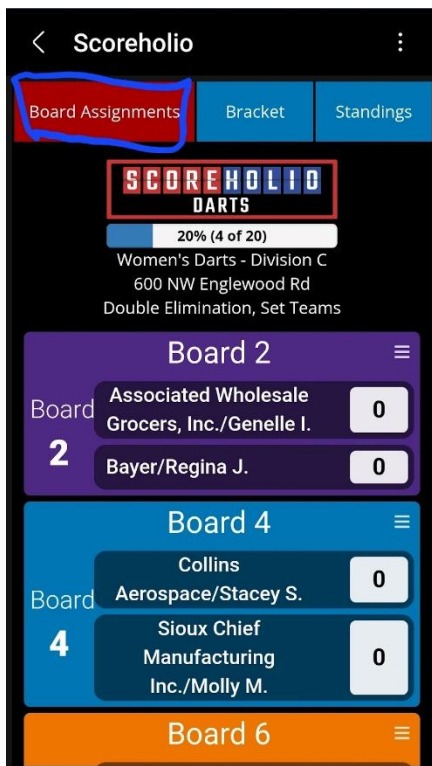 Scoreholio
Board Assignments
Bracket
Standings
SCOREHOLIO
DARTS
20% (4 of 20)
Women's Darts - Division C
600 NW Englewood Rd
Double Elimination, Set Teams
Board 2
Board
2
Associated Wholesale
Grocers, Inc./Genelle I.
0
Bayer/Regina J.
0
Board 4
Board
4
Collins
Aerospace/Stacey S.
0
Sioux Chief
Manufacturing
Inc./Molly M.
0
Board 6